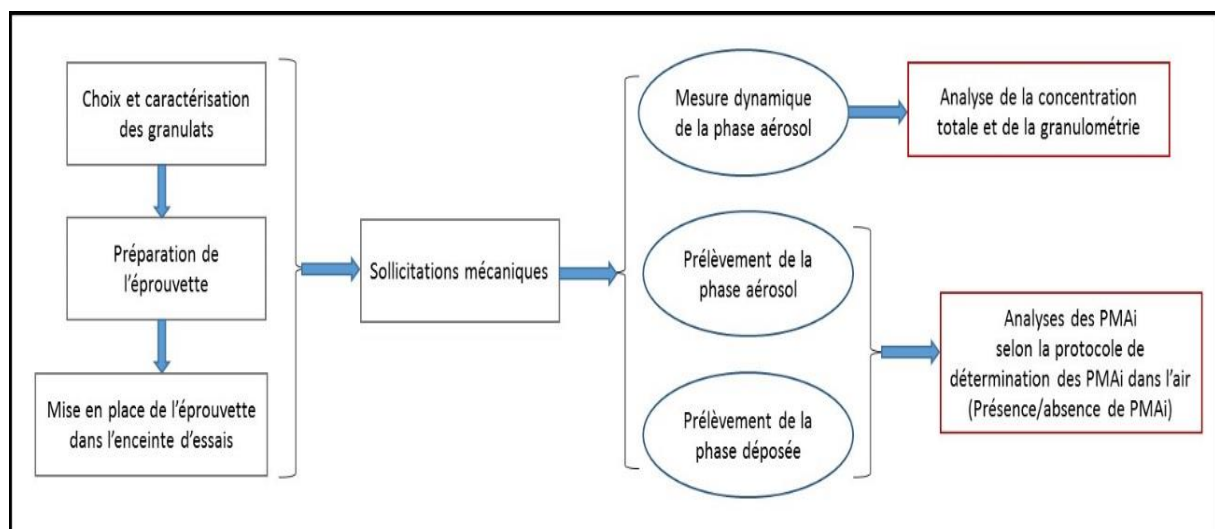 Choix et caractérisation
des granulats
Préparation de
l'éprouvette
Mise en place de l'éprouvette
dans l'enceinte d'essais
Sollicitations mécaniques
Mesure dynamique
de la phase aérosol
Prélèvement de la
phase aérosol
Prélèvement de la
phase déposée
Analyse de la concentration
totale et de la granulométrie
Analyses des PMAi
selon la protocole de
détermination des PMAi dans l'air
(Présence/absence de PMAi)